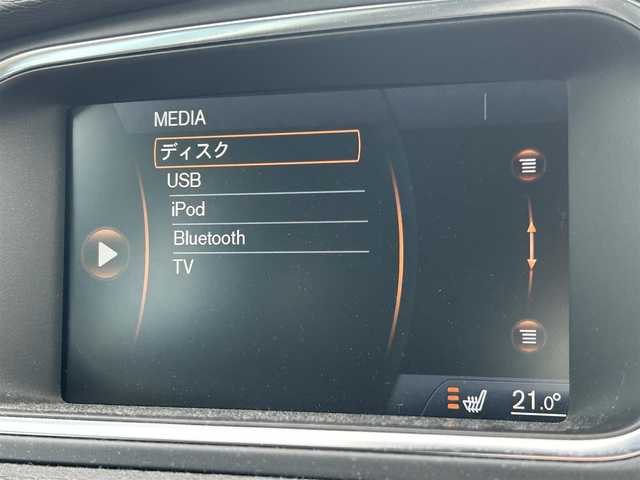 MEDIA
ディスク
USB
iPod
Bluetooth
TV
21.0°